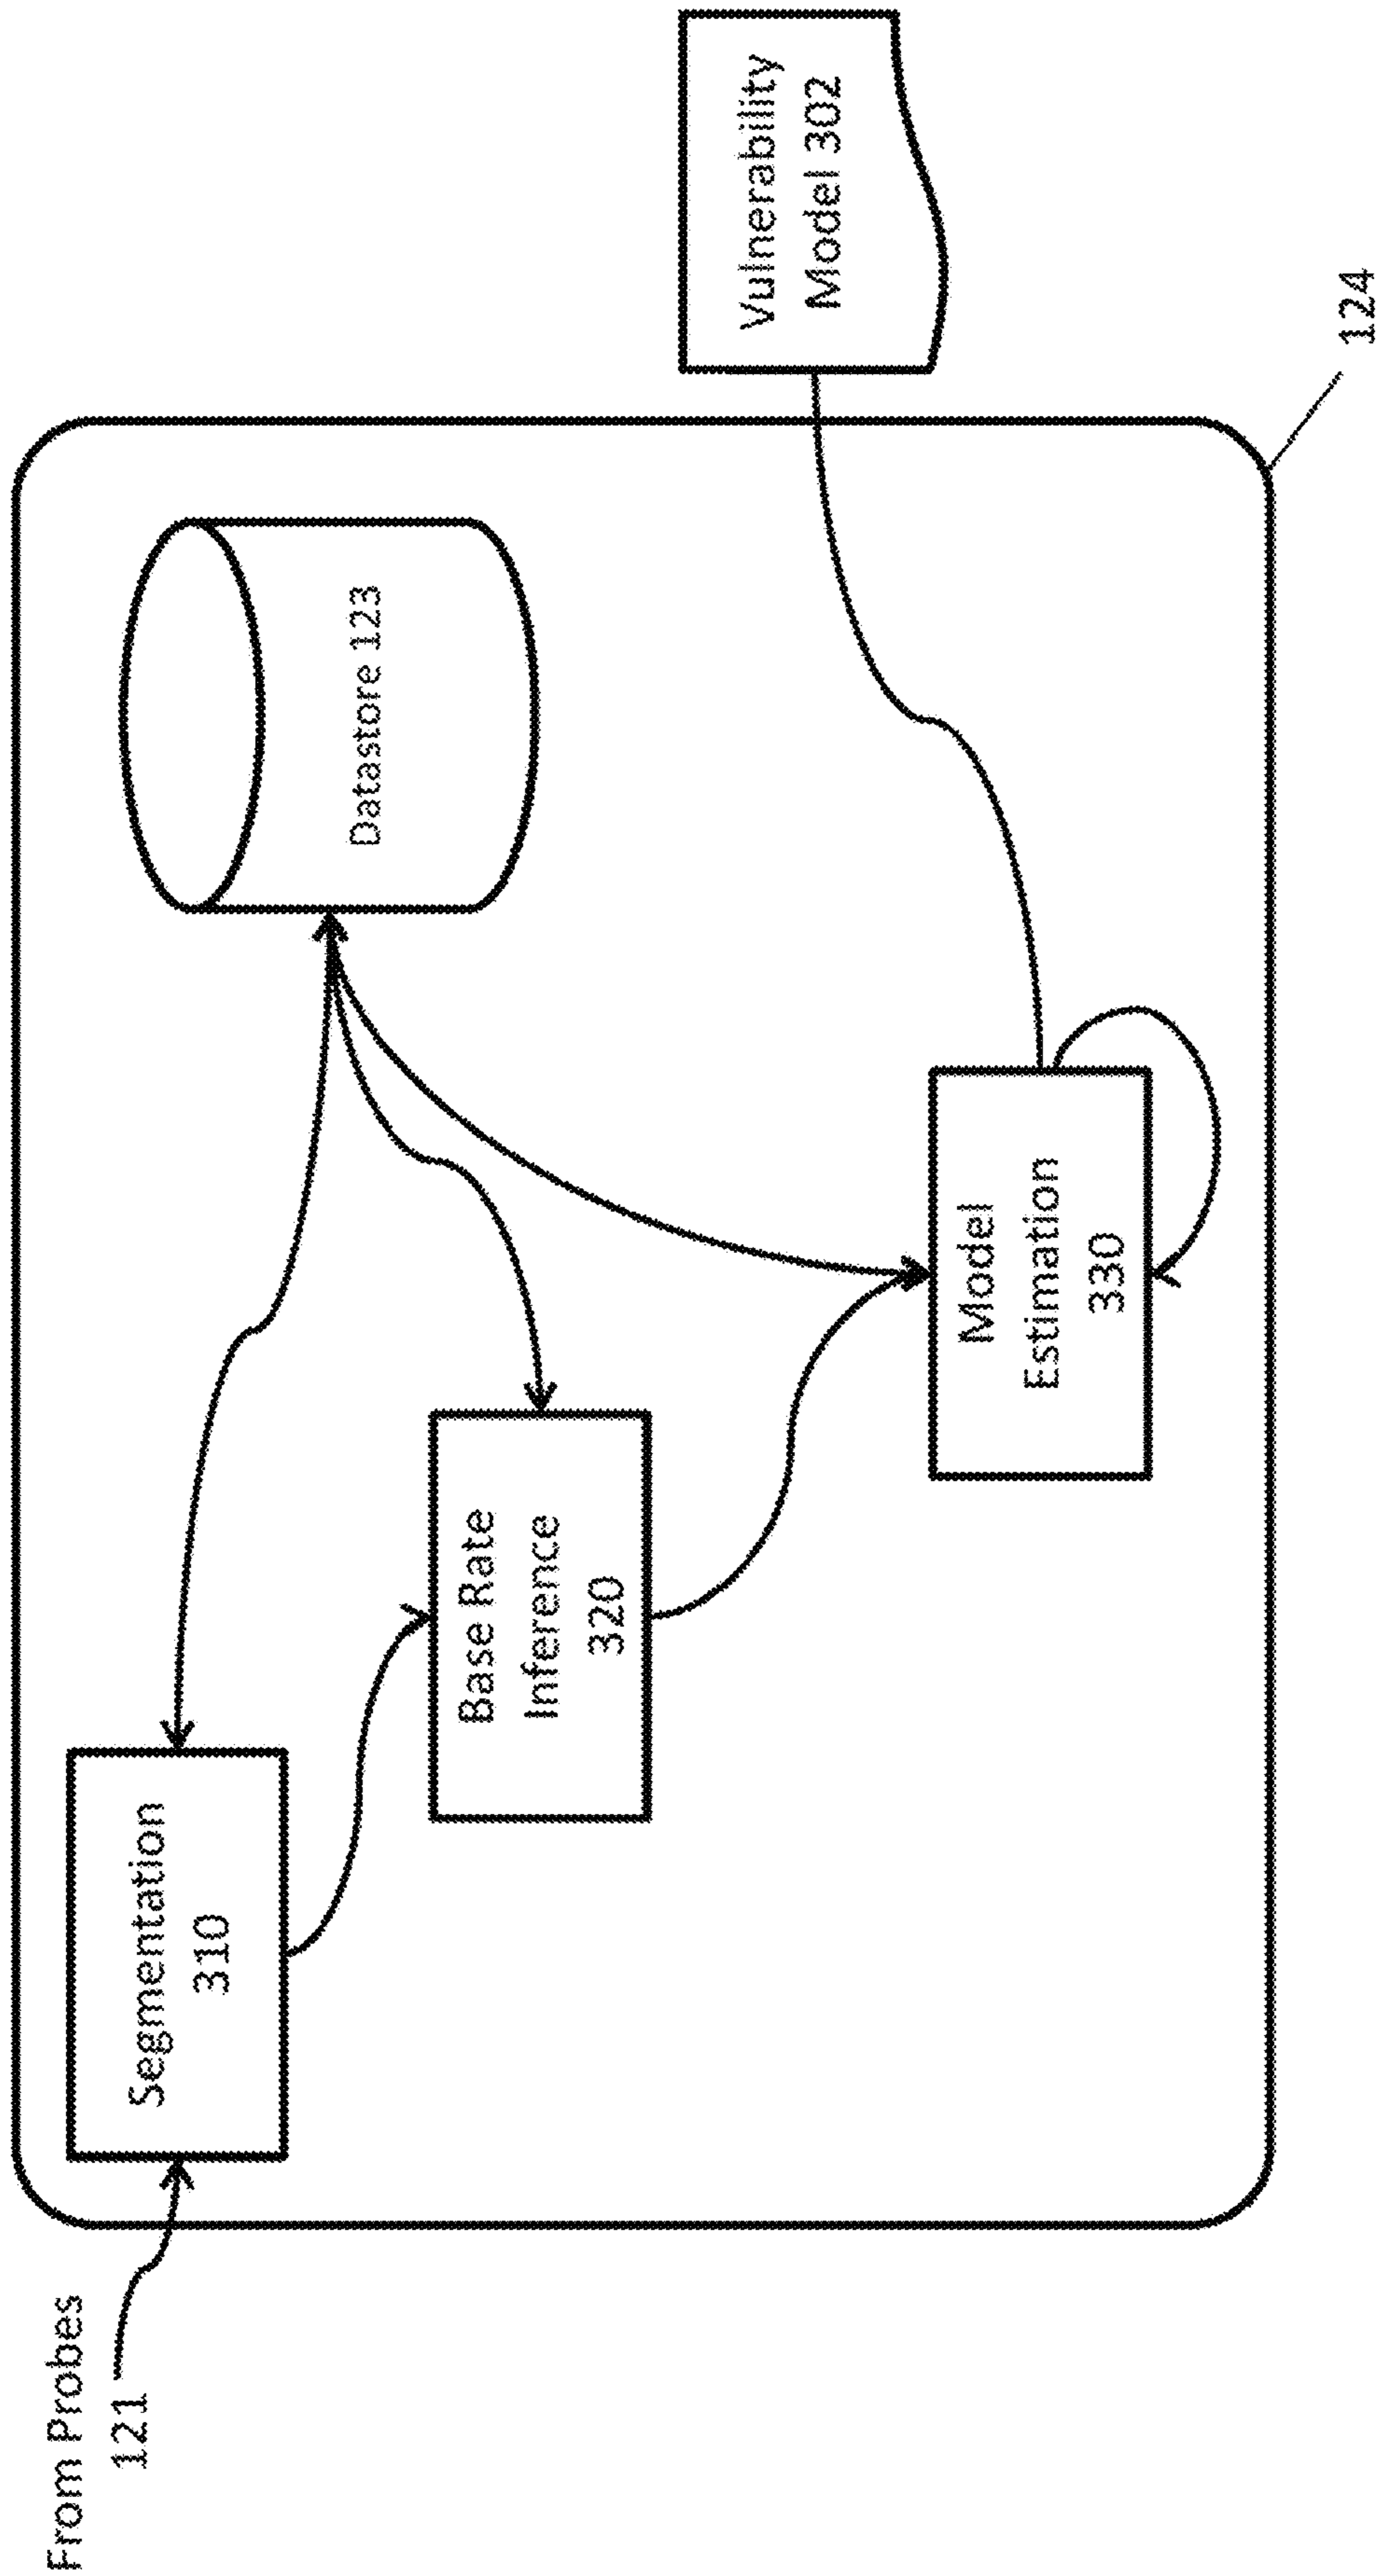 From Probes
121
Segmentation
310
Base Rate
Inference
320
Model
Estimation
330
Datastore 123
Vulnerability
Model 302
124